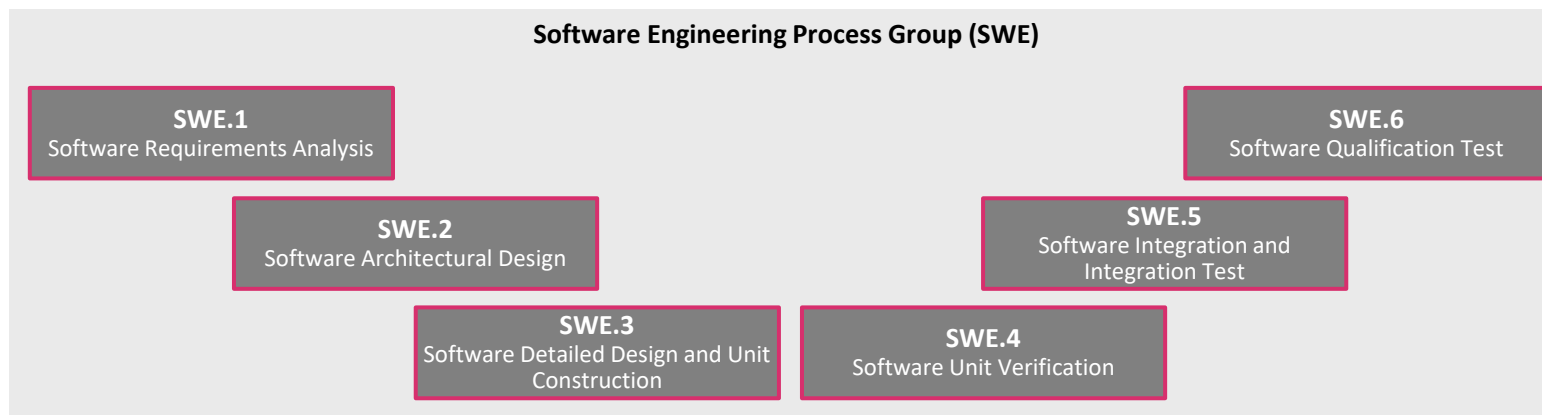 Software Engineering Process Group (SWE)
SWE.1
Software Requirements Analysis
SWE.2
Software Architectural Design
SWE.3
Software Detailed Design and Unit
Construction
SWE.4
Software Unit Verification
SWE.5
Software Integration and
Integration Test
SWE.6
Software Qualification Test